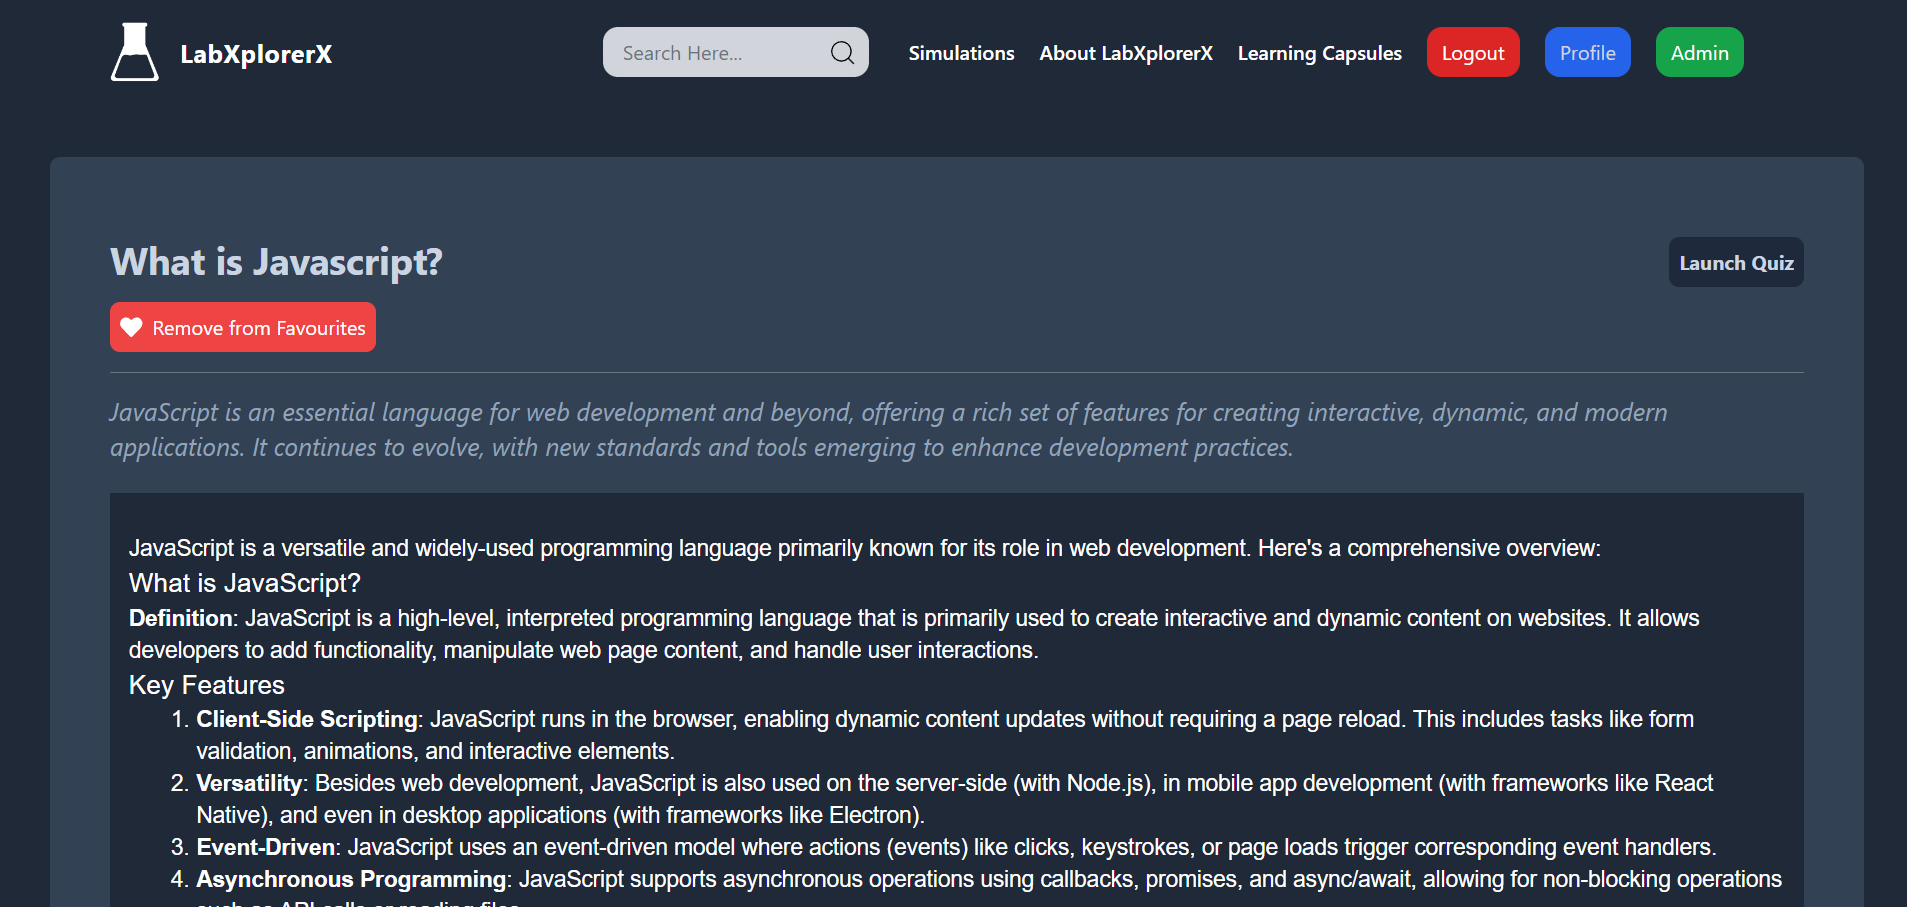 LabXplorerX
Search Here...
Simulations
About LabXplorerX
Learning Capsules
Logout
Profile
Admin
What is Javascript?
Launch Quiz
Remove from Favourites
JavaScript is an essential language for web development and beyond, offering a rich set of features for creating interactive, dynamic, and modern
applications. It continues to evolve, with new standards and tools emerging to enhance development practices.
JavaScript is a versatile and widely-used programming language primarily known for its role in web development. Here's a comprehensive overview:
What is JavaScript?
Definition: JavaScript is a high-level, interpreted programming language that is primarily used to create interactive and dynamic content on websites. It allows
developers to add functionality, manipulate web page content, and handle user interactions.
Key Features
1. Client-Side Scripting: JavaScript runs in the browser, enabling dynamic content updates without requiring a page reload. This includes tasks like form
validation, animations, and interactive elements.
2. Versatility: Besides web development, JavaScript is also used on the server-side (with Node.js), in mobile app development (with frameworks like React
Native), and even in desktop applications (with frameworks like Electron).
3. Event-Driven: JavaScript uses an event-driven model where actions (events) like clicks, keystrokes, or page loads trigger corresponding event handlers.
4. Asynchronous Programming: JavaScript supports asynchronous operations using callbacks, promises, and async/await, allowing for non-blocking operations
such as API calls or reading files.